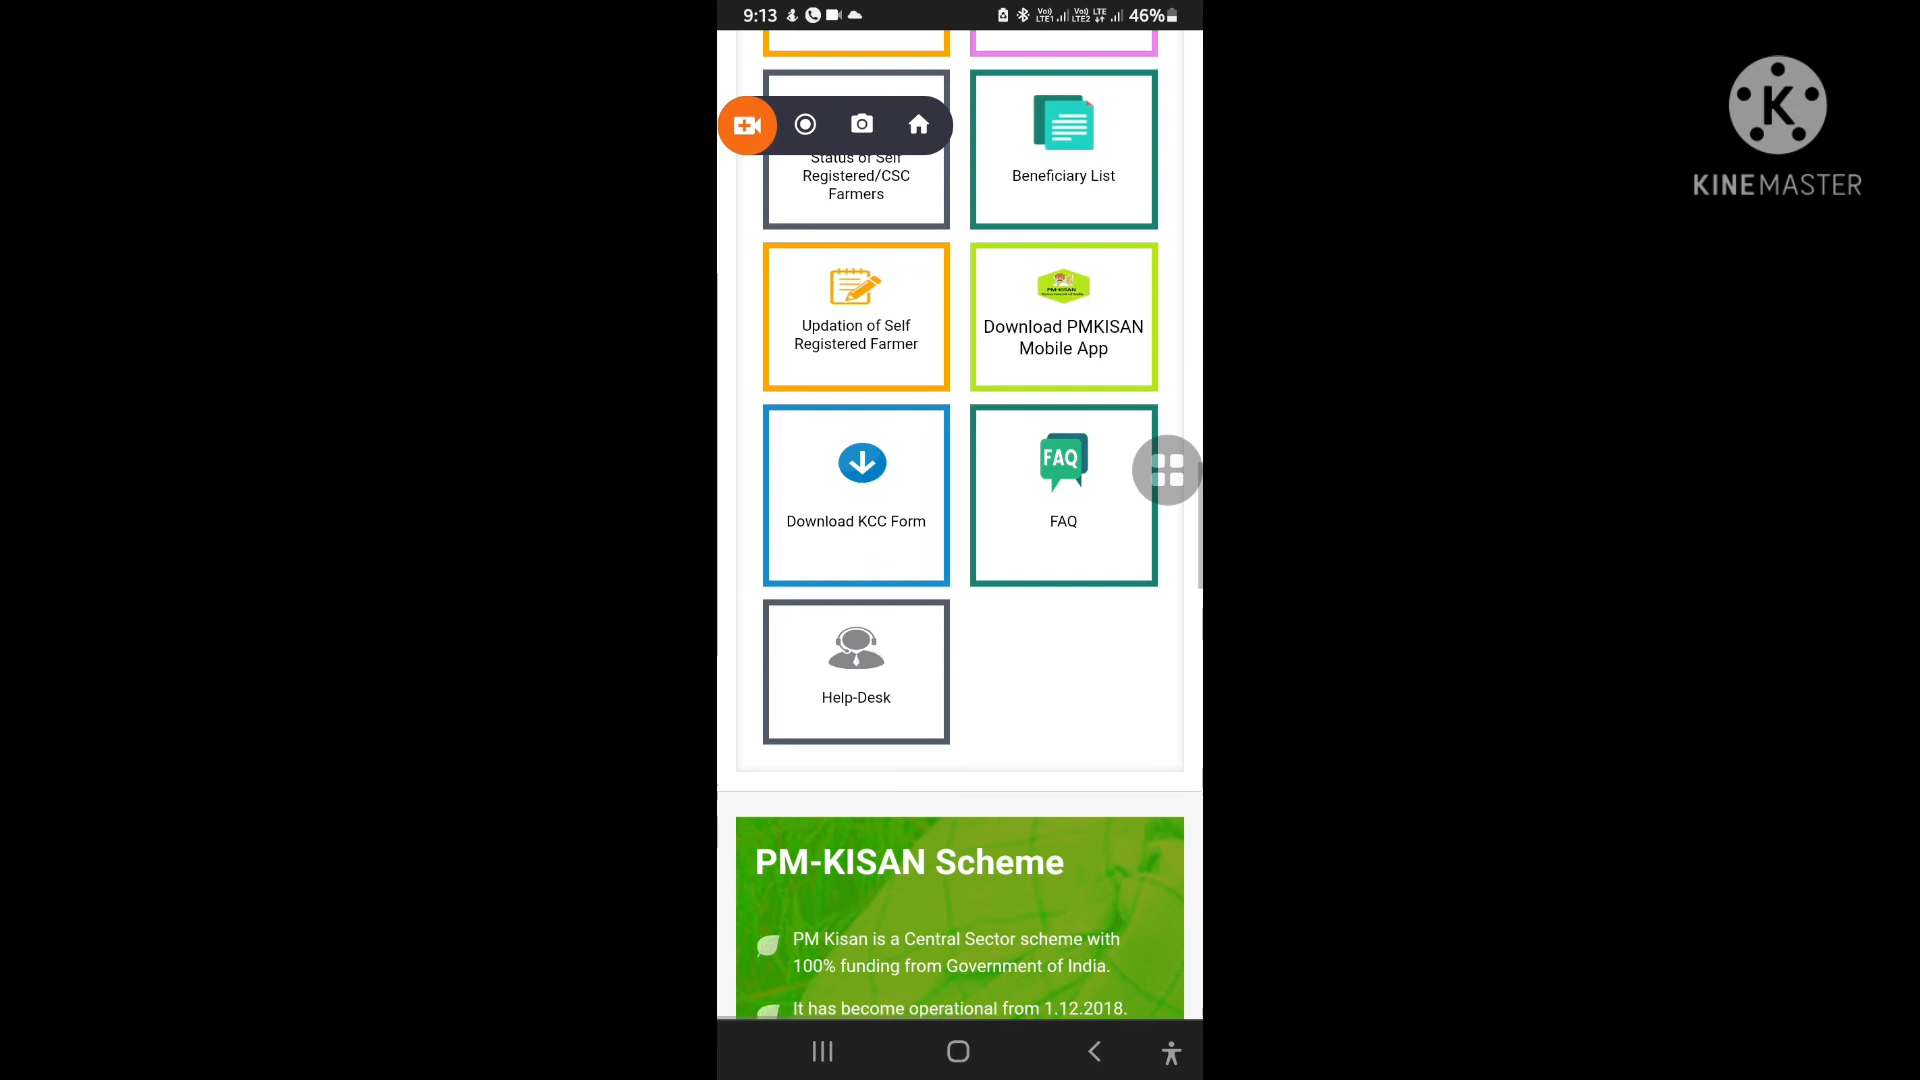 9:13
46%
KINEMASTER
Status of Self
Registered/CSC
Farmers
Beneficiary List
Updation of Self
Registered Farmer
PM-KISAN
Download PMKISAN
Mobile App
Download KCC Form
FAQ
FAQ
Help-Desk
PM-KISAN Scheme
PM Kisan is a Central Sector scheme with
100% funding from Government of India.
It has become operational from 1.12.2018.